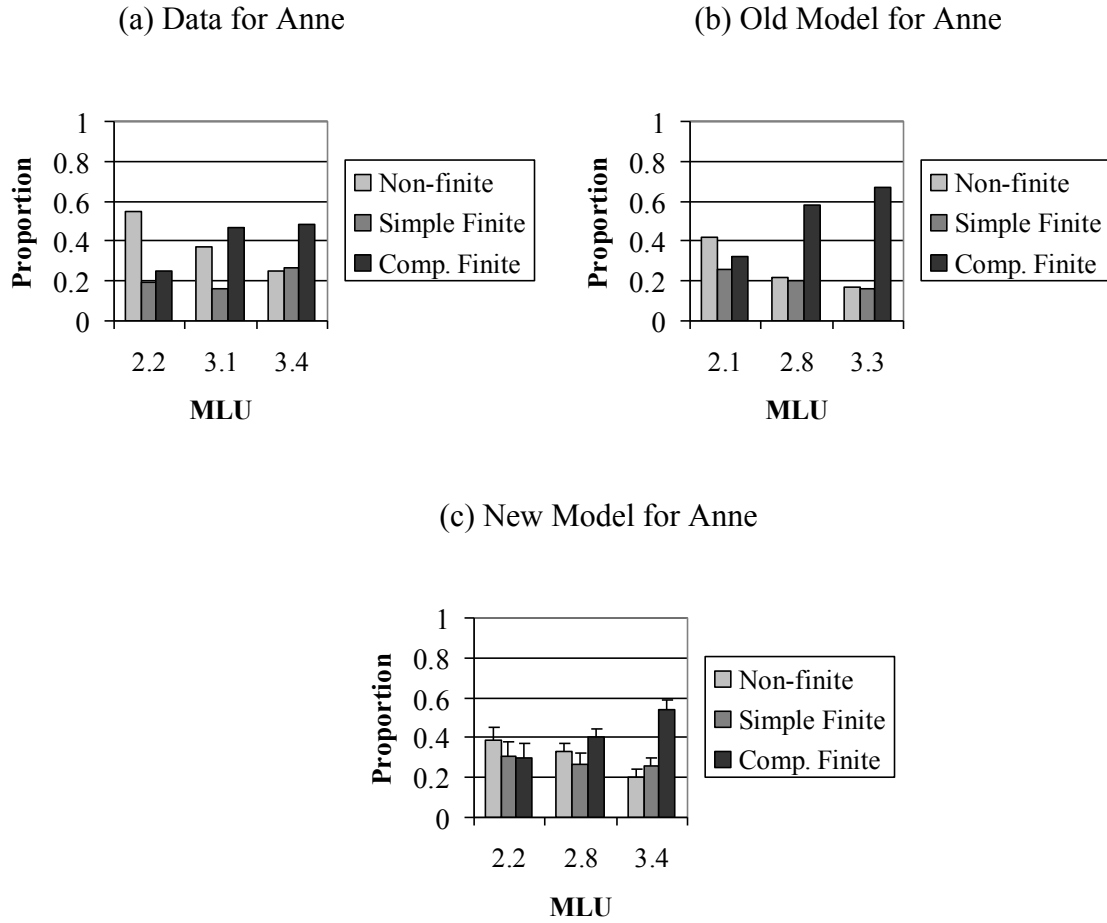 (a) Data for Anne
1
0.8
0.6
0.4
0.2
0
Proportion
2.2 3.1 3.4
MLU
Non-finite
Simple Finite
Comp. Finite
(b) Old Model for Anne
1
0.8
0.6
0.4
0.2
0
Proportion
2.1 2.8 3.3
MLU
Non-finite
Simple Finite
Comp. Finite
(c) New Model for Anne
1
0.8
0.6
0.4
0.2
0
Proportion
2.2 2.8 3.4
MLU
Non-finite
Simple Finite
Comp. Finite